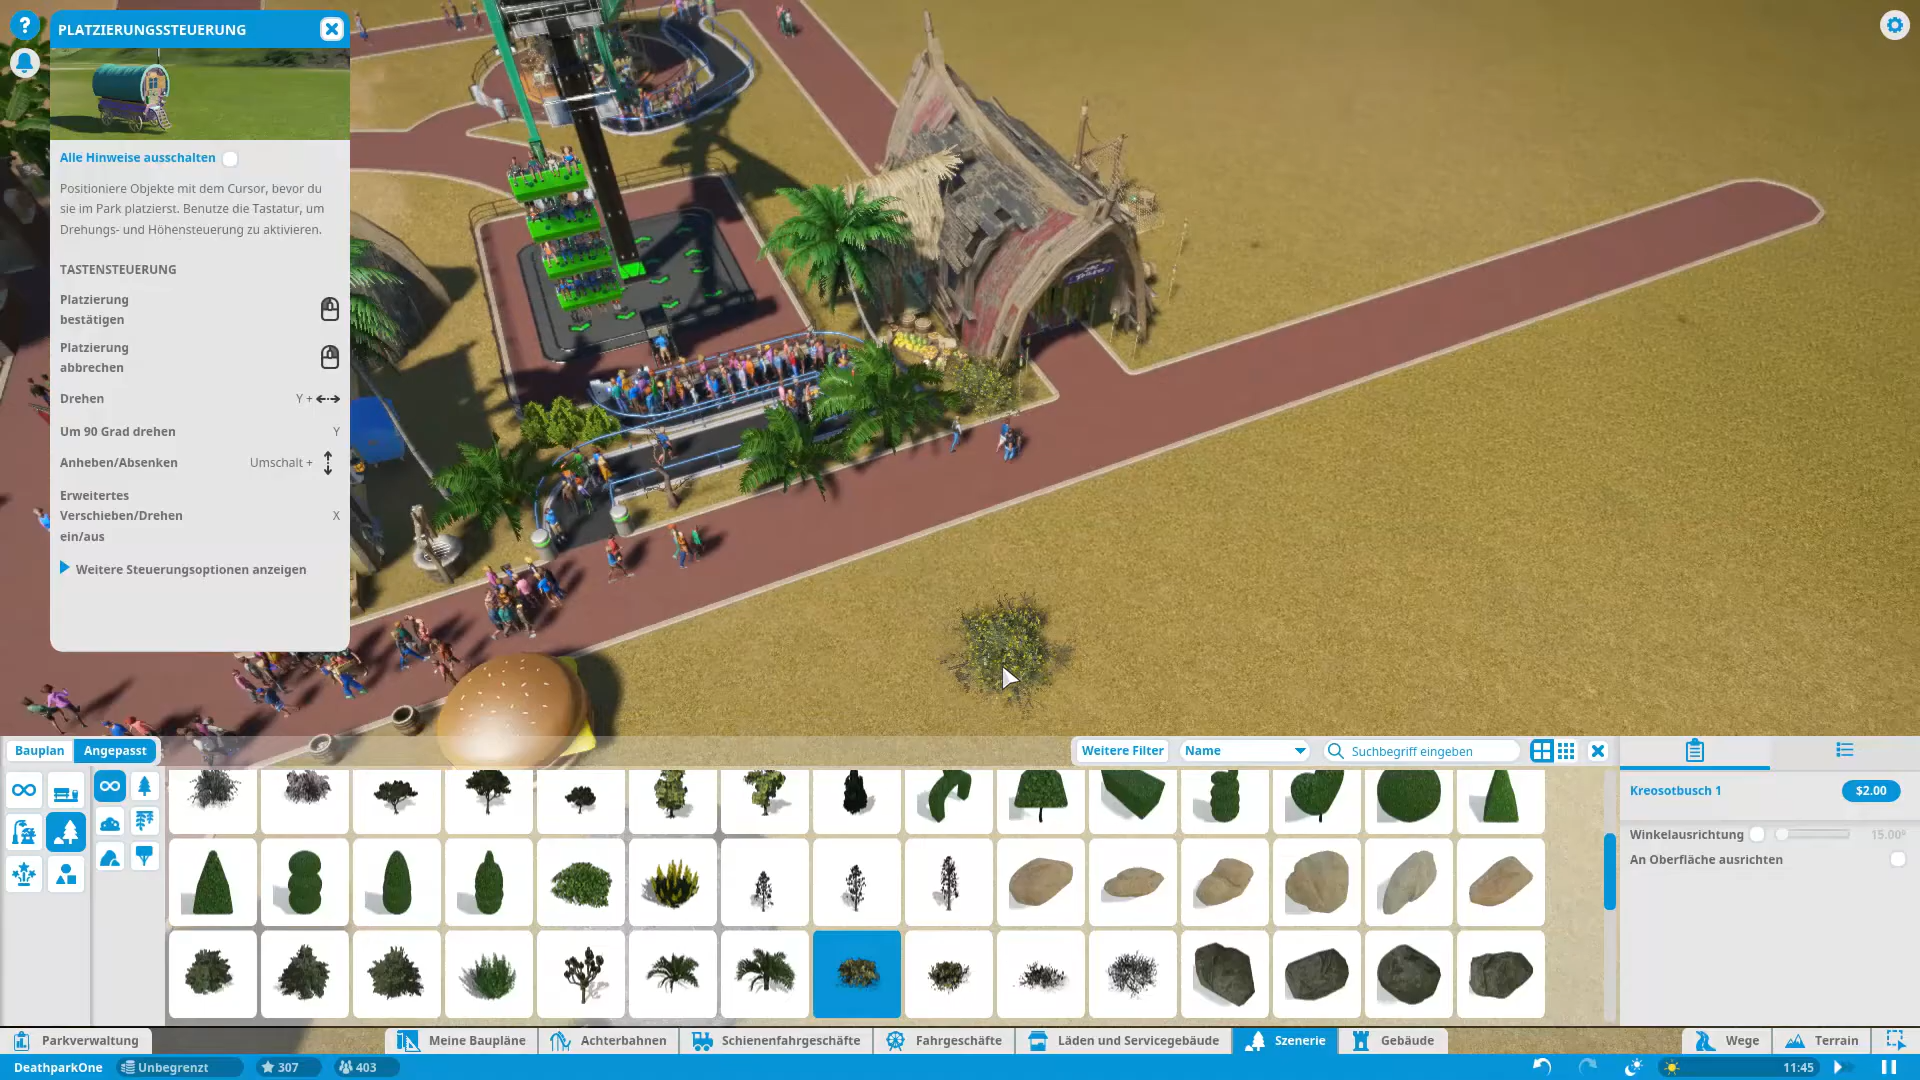 ?
PLATZIERUNGSSTEUERUNG
Alle Hinweise ausschalten
Positioniere Objekte mit dem Cursor, bevor du
sie im Park platzierst. Benutze die Tastatur, um
Drehungs- und Höhensteuerung zu aktivieren.
TASTENSTEUERUNG
Platzierung
bestätigen
Platzierung
abbrechen
Drehen Y +
Um 90 Grad drehen Y
Anheben/Absenken Umschalt +
Erweitertes
Verschieben/Drehen X
ein/aus
Weitere Steuerungsoptionen anzeigen
Bauplan Angepasst
Weitere Filter Name Suchbegriff eingeben
Kreosotbusch 1 $2.00
Winkelausrichtung 15.00°
An Oberfläche ausrichten
Parkverwaltung Meine Baupläne Achterbahnen Schienenfahrgeschäfte Fahrgeschäfte Läden und Servicegebäude Szenerie Gebäude Wege Terrain
DeathparkOne Unbegrenzt 307 403 11:45